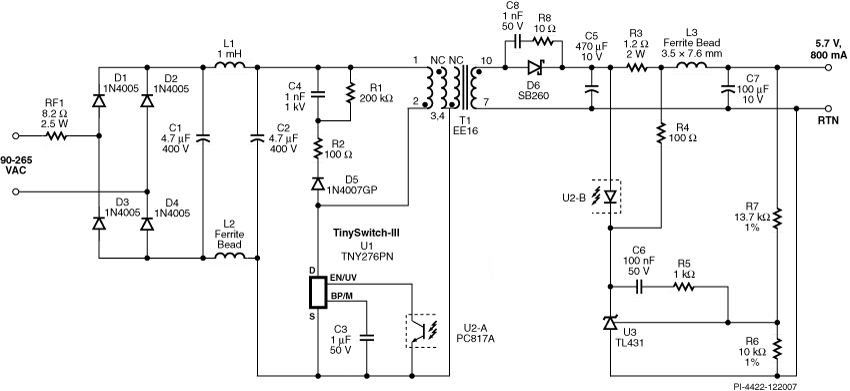 L1
1 mH
D1
1N4005
D2
1N4005
RF1
8.2 Ω
2.5 W
C1
4.7 µF
400 V
C2
4.7 µF
400 V
90-265
VAC
D3
1N4005
D4
1N4005
L2
Ferrite
Bead
C4
1 nF
1 kV
R1
200 kΩ
R2
100 Ω
D5
1N4007GP
TinySwitch-III
U1
TNY276PN
D
S
EN/UV
BP/M
C3
1 µF
50 V
U2-A
PC817A
1
2
NC NC
3,4
10
7
T1
EE16
C8
1 nF
50 V
R8
10 Ω
D6
SB260
C5
470 µF
10 V
R3
1.2 Ω
2 W
L3
Ferrite Bead
3.5 × 7.6 mm
C7
100 µF
10 V
5.7 V,
800 mA
RTN
R4
100 Ω
U2-B
R7
13.7 kΩ
1%
C6
100 nF
50 V
R5
1 kΩ
U3
TL431
R6
10 kΩ
1%
PI-4422-122007